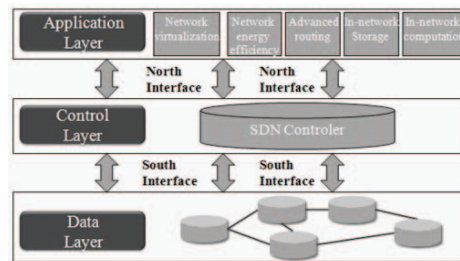 Application
Layer
Network
virtualization
Network
energy
efficiency
Advanced
routing
In-network
Storage
In-network
computation
North
Interface
North
Interface
Control
Layer
SDN Controler
South
Interface
South
Interface
Data
Layer